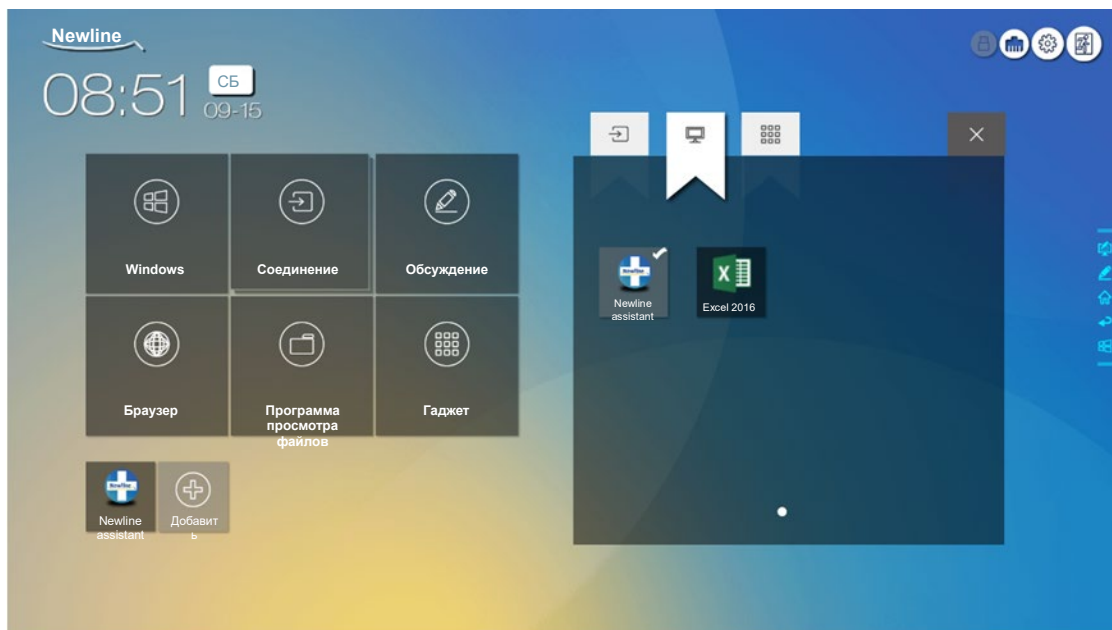 Newline
08:51
СБ
09-15
Windows
Соединение
Обсуждение
Браузер
Программа
просмотра
файлов
Гаджет
Newline
assistant
Добавит
ь
Newline
assistant
Excel 2016